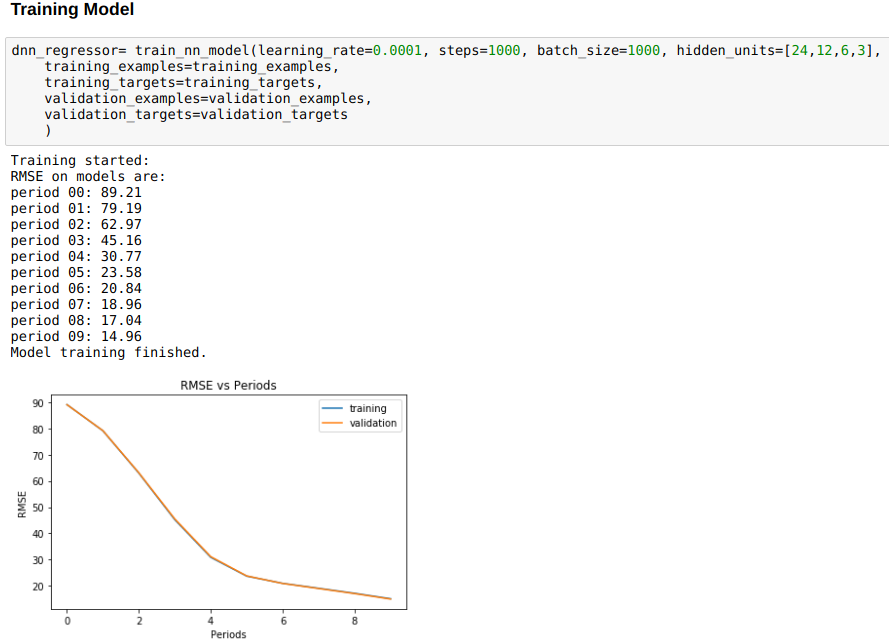 Training Model
dnn_regressor= train_nn_model(learning_rate=0.0001, steps=1000, batch_size=1000, hidden_units=[24,12,6,3],
training_examples=training_examples,
training_targets=training_targets,
validation_examples=validation_examples,
validation_targets=validation_targets
)
Training started:
RMSE on models are:
period 00: 89.21
period 01: 79.19
period 02: 62.97
period 03: 45.16
period 04: 30.77
period 05: 23.58
period 06: 20.84
period 07: 18.96
period 08: 17.04
period 09: 14.96
Model training finished.
RMSE vs Periods
training
validation
RMSE
90
80
70
60
50
40
30
20
0 2 4 6 8
Periods